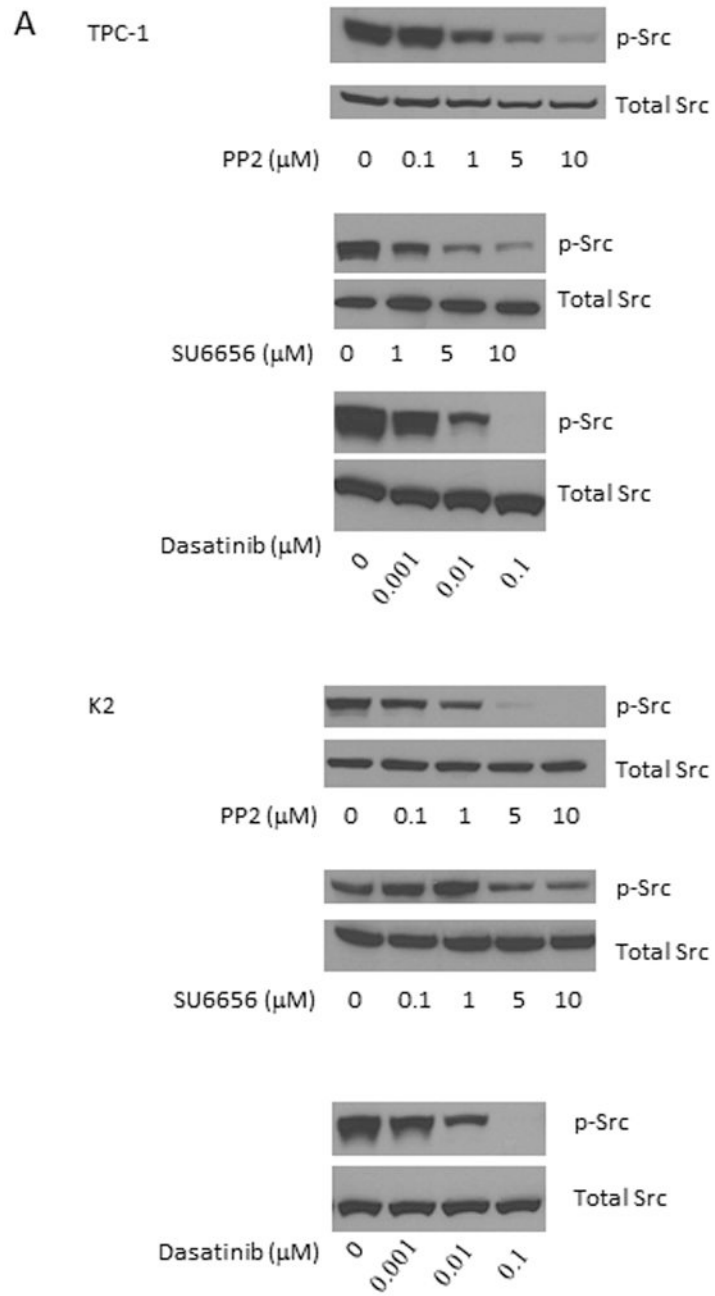 A TPC-1
p-Src
Total Src
PP2 (μM) 0 0.1 1 5 10
p-Src
Total Src
SU6656 (μM) 0 1 5 10
p-Src
Total Src
Dasatinib (μM) 0 0.001 0.01 0.1
K2
p-Src
Total Src
PP2 (μM) 0 0.1 1 5 10
p-Src
Total Src
SU6656 (μM) 0 0.1 1 5 10
p-Src
Total Src
Dasatinib (μM) 0 0.001 0.01 0.1